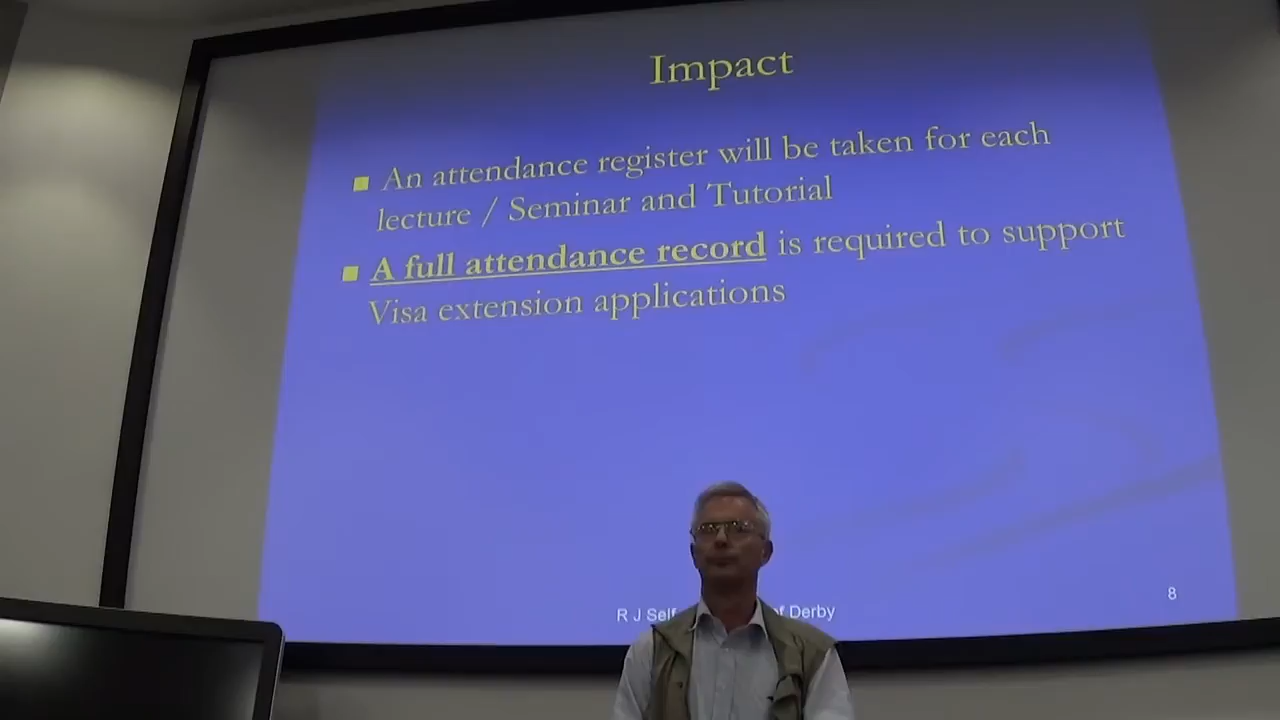 Impact
An attendance register will be taken for each
lecture / Seminar and Tutorial
A full attendance record is required to support
Visa extension applications
R J Self of Derby
8